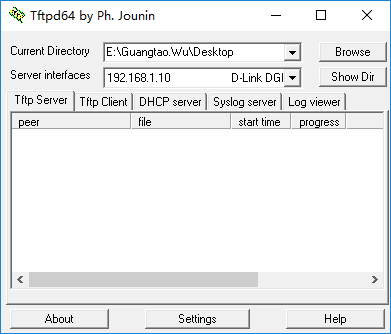 Tftpd64 by Ph. Jounin
Current Directory E:\Guangtao.Wu\Desktop Browse
Server interfaces 192.168.1.10 D-Link DGI Show Dir
Tftp Server Tftp Client DHCP server Syslog server Log viewer
peer file start time progress
About Settings Help